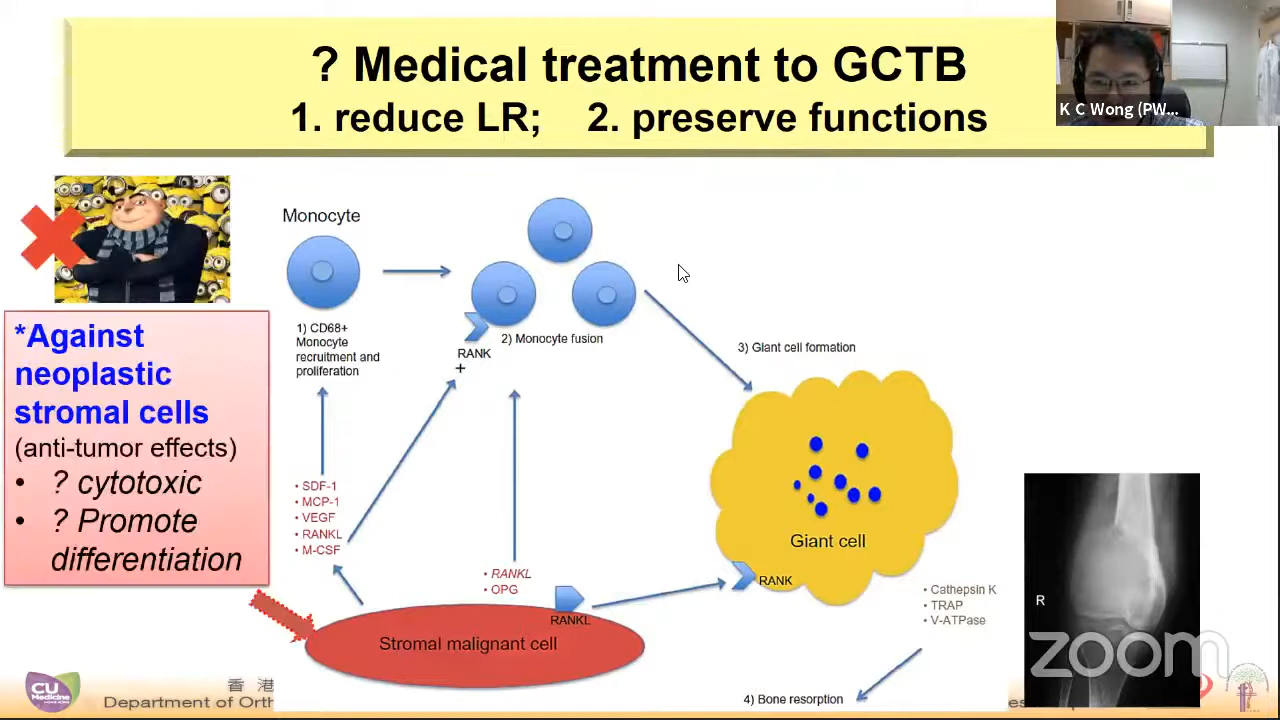 ? Medical treatment to GCTB
1. reduce LR; 2. preserve functions
K C Wong (PW...
Monocyte
1) CD68+
Monocyte
recruitment and
proliferation
RANK
+
2) Monocyte fusion
3) Giant cell formation
*Against
neoplastic
stromal cells
(anti-tumor effects)
• ? cytotoxic
• ? Promote
differentiation
• SDF-1
• MCP-1
• VEGF
• RANKL
• M-CSF
• RANKL
• OPG
RANKL
Stromal malignant cell
Giant cell
RANK
• Cathepsin K
• TRAP
• V-ATPase
4) Bone resorption
R
zoom
CU
Medicine
香港
Department of Orth